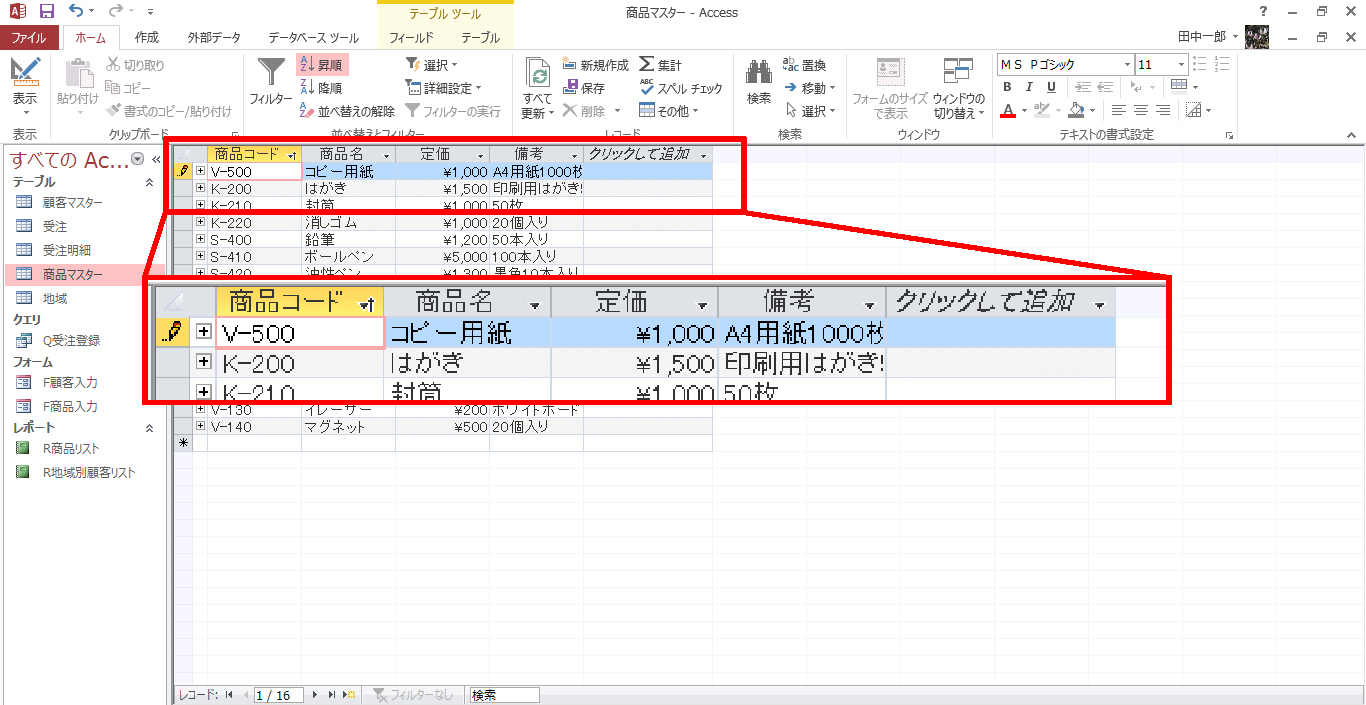 商品マスター - Access
テーブル ツール
ファイル ホーム 作成 外部データ データベース ツール フィールド テーブル
田中一郎
表示
貼り付け
切り取り
コピー
書式のコピー/貼り付け
フィルター
昇順
降順
並べ替えの解除
選択
詳細設定
フィルターの実行
すべて更新
新規作成
保存
削除
集計
スペル チェック
その他
検索
置換
移動
選択
フォームのサイズで表示
ウィンドウの切り替え
MS Pゴシック 11
B I U
表示 クリップボード 並べ替えとフィルター レコード 検索 ウィンドウ テキストの書式設定
すべての Ac...
テーブル
顧客マスター
受注
受注明細
商品マスター
地域
クエリ
Q受注登録
フォーム
F顧客入力
F商品入力
レポート
R商品リスト
R地域別顧客リスト
商品コード 商品名 定価 備考 クリックして追加
V-500 コピー用紙 ¥1,000 A4用紙1000枚
K-200 はがき ¥1,500 印刷用はがき
K-210 封筒 ¥1,000 50枚
K-220 消しゴム ¥1,200 20個入り
S-400 鉛筆 ¥1,200 50本入り
S-410 ボールペン ¥5,000 100本入り
S-420 油性ペン ¥1,300 黒色10本入り
商品コード 商品名 定価 備考 クリックして追加
V-500 コピー用紙 ¥1,000 A4用紙1000枚
K-200 はがき ¥1,500 印刷用はがき
K-210 封筒 ¥1,000 50枚
V-130 イレーザー ¥200 ホワイトボード
V-140 マグネット ¥500 20個入り
レコード: 1 / 16 フィルターなし 検索